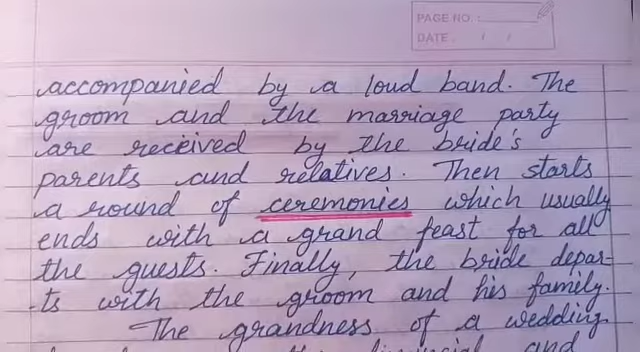 PAGE NO. :
DATE : / /
accompanied by a loud band. The
groom and the marriage party
are received by the bride's
parents and relatives. Then starts
a round of ceremonies which usually
ends with a grand feast for all
the guests. Finally, the bride depar-
-ts with the groom and his family.
The grandness of a wedding
and